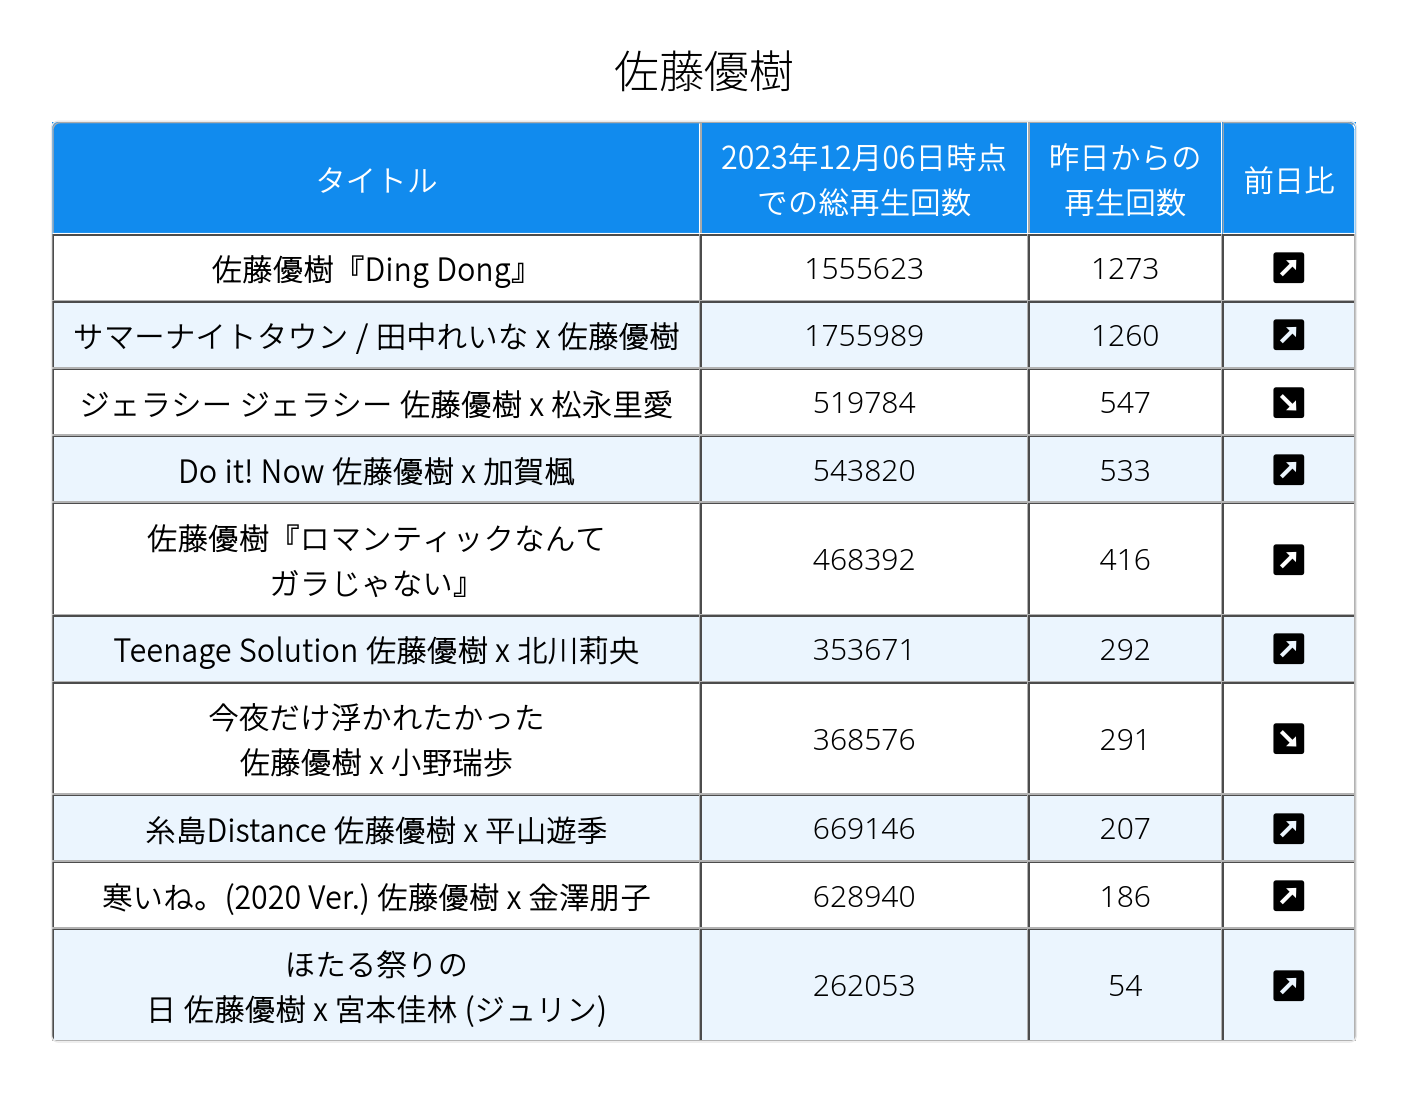 佐藤優樹
タイトル
2023年12月06日時点
での総再生回数
昨日からの
再生回数
前日比
佐藤優樹『Ding Dong』
1555623
1273
サマーナイトタウン / 田中れいな x 佐藤優樹
1755989
1260
ジェラシー ジェラシー 佐藤優樹 x 松永里愛
519784
547
Do it! Now 佐藤優樹 x 加賀楓
543820
533
佐藤優樹『ロマンティックなんて
ガラじゃない』
468392
416
Teenage Solution 佐藤優樹 x 北川莉央
353671
292
今夜だけ浮かれたかった
佐藤優樹 x 小野瑞歩
368576
291
糸島Distance 佐藤優樹 x 平山遊季
669146
207
寒いね。(2020 Ver.) 佐藤優樹 x 金澤朋子
628940
186
ほたる祭りの
日 佐藤優樹 x 宮本佳林 (ジュリン)
262053
54